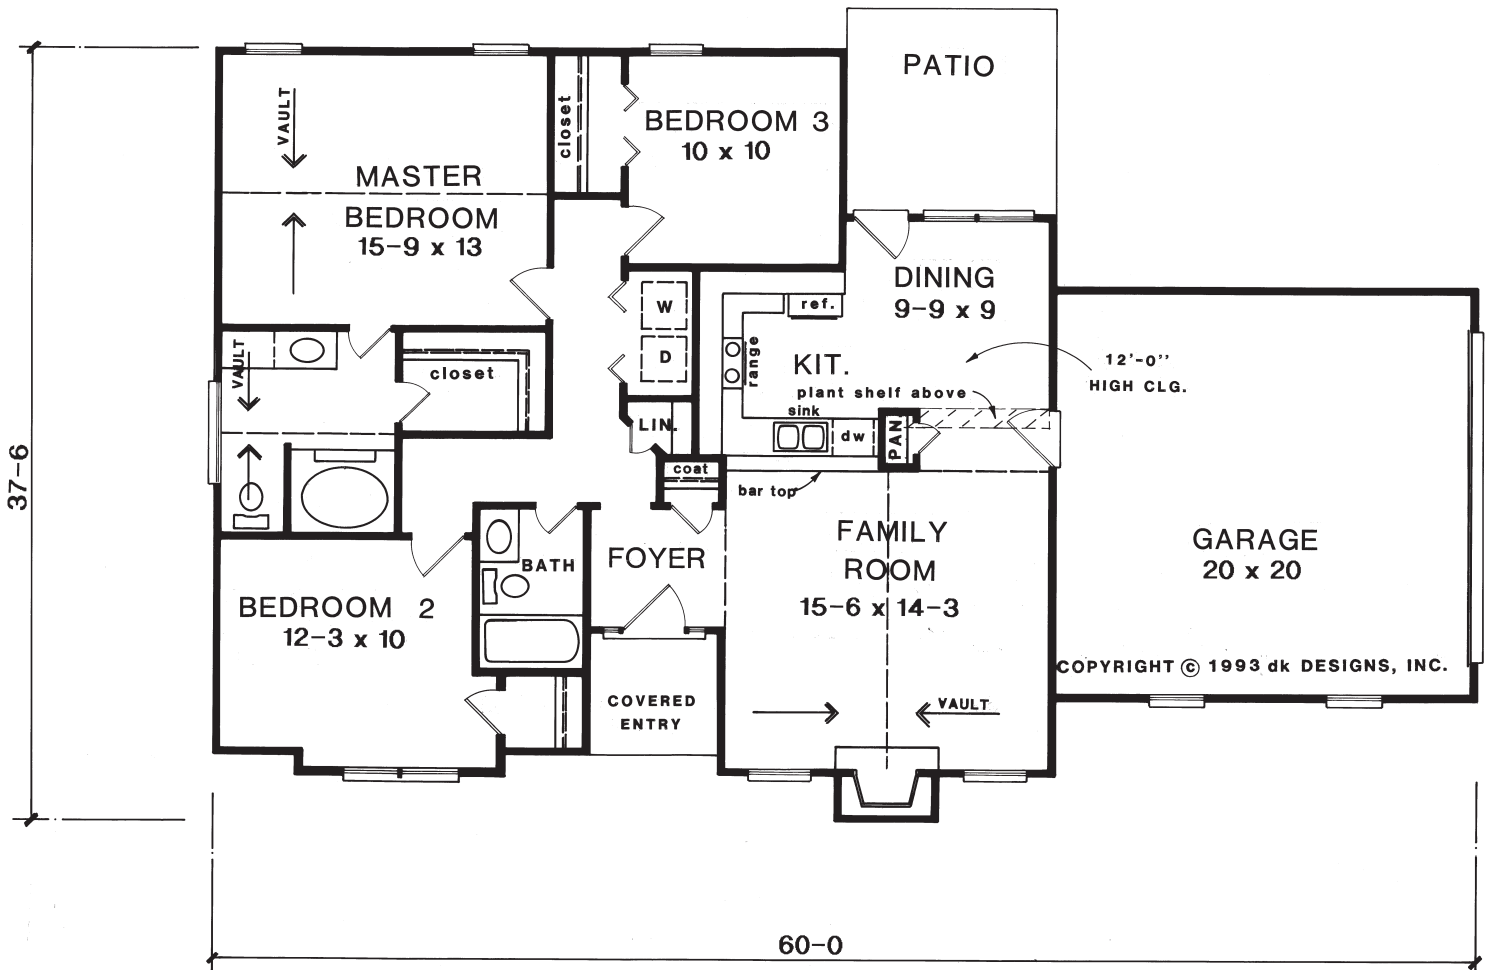 PATIO
VAULT
closet
BEDROOM 3
10 x 10
MASTER
BEDROOM
15-9 x 13
DINING
9-9 x 9
W
D
ref.
range
KIT.
12'-0"
HIGH CLG.
plant shelf above
sink
dw
PAN
VAULT
closet
LIN.
coat
bar top
37-6
FAMILY
ROOM
15-6 x 14-3
GARAGE
20 x 20
FOYER
BATH
BEDROOM 2
12-3 x 10
COPYRIGHT © 1993 dk DESIGNS, INC.
COVERED
ENTRY
VAULT
60-0